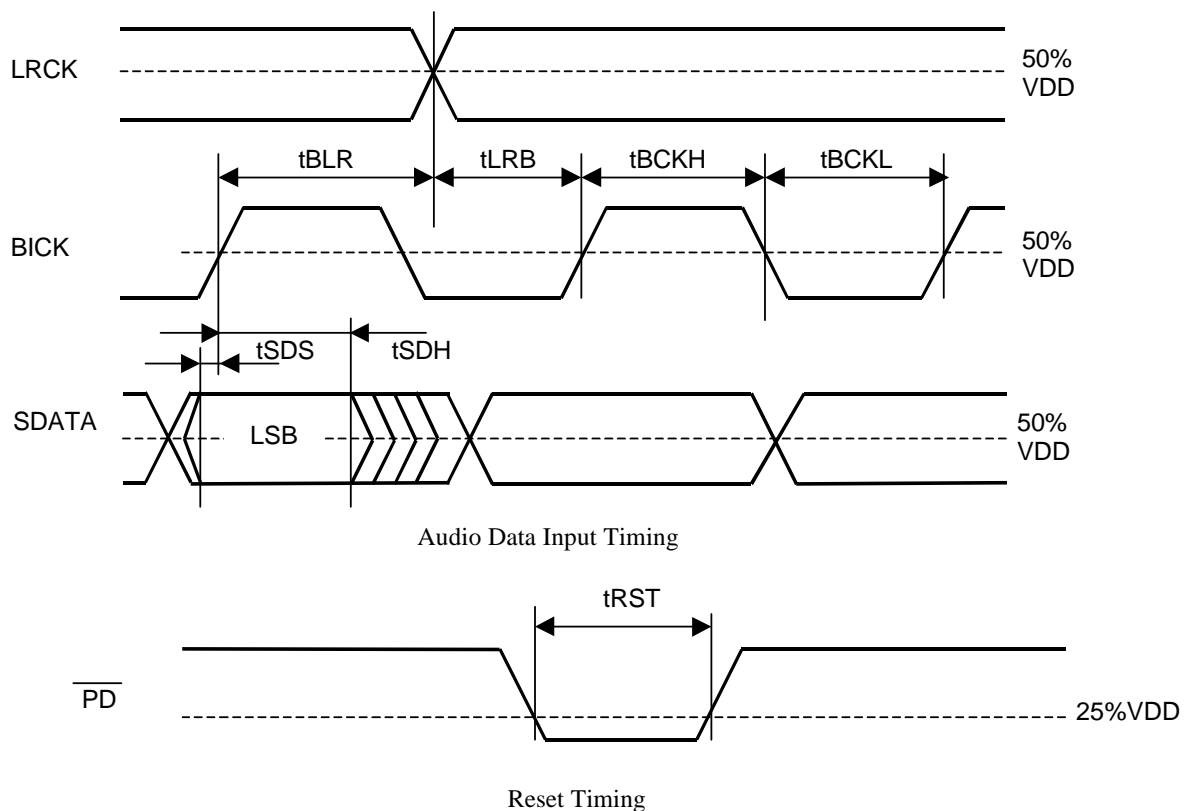 LRCK
50%
VDD
tBLR
tLRB
tBCKH
tBCKL
BICK
50%
VDD
tSDS
tSDH
SDATA
LSB
50%
VDD
Audio Data Input Timing
tRST
PD
25%VDD
Reset Timing